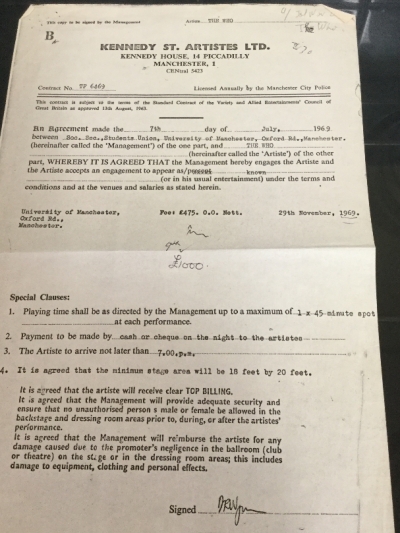 This copy to be signed by the Management
Artes THE WHO
B.
KENNEDY ST. ARTISTES LTD.
KENNEDY HOUSE, 14 PICCADILLY
MANCHESTER, 1
CENtral 5423
Contract No. TP 6469
Licensed Annually by the Manchester City Police
This contract is subject to the terms of the Standard Contract of the Variety and Allied Entertainments' Council of
Great Britain as approved 13th August, 1963.
An Agreement made the 7th day of July, 1969
between Soc. Sec. Students Union, University of Manchester, Oxford Rd., Manchester.
(hereinafter called the 'Management') of the one part, and THE WHO
(hereinafter called the 'Artiste') of the other
part, WHEREBY IT IS AGREED THAT the Management hereby engages the Artiste and
the Artiste accepts an engagement to appear as/present known
(or in his usual entertainment) under the terms and
conditions and at the venues and salaries as stated herein.
University of Manchester, Fee: £475. 0.0. Nett. 29th November, 1969.
Oxford Rd.,
Manchester.
£1000.
Special Clauses:
1. Playing time shall be as directed by the Management up to a maximum of 1 x 45 minute spot
at each performance.
2. Payment to be made by cash or cheque on the night to the artistes
3. The Artiste to arrive not later than 7.00.p.m.
4. It is agreed that the minimum stage area will be 18 feet by 20 feet.
It is agreed that the artiste will receive clear TOP BILLING.
It is agreed that the Management will provide adequate security and
ensure that no unauthorised person s male or female be allowed in the
backstage and dressing room areas prior to, during, or after the artistes'
performance.
It is agreed that the Management will reimburse the artiste for any
damage caused due to the promoter's negligence in the ballroom (club
or theatre) on the stage or in the dressing room areas; this includes
damage to equipment, clothing and personal effects.
Signed